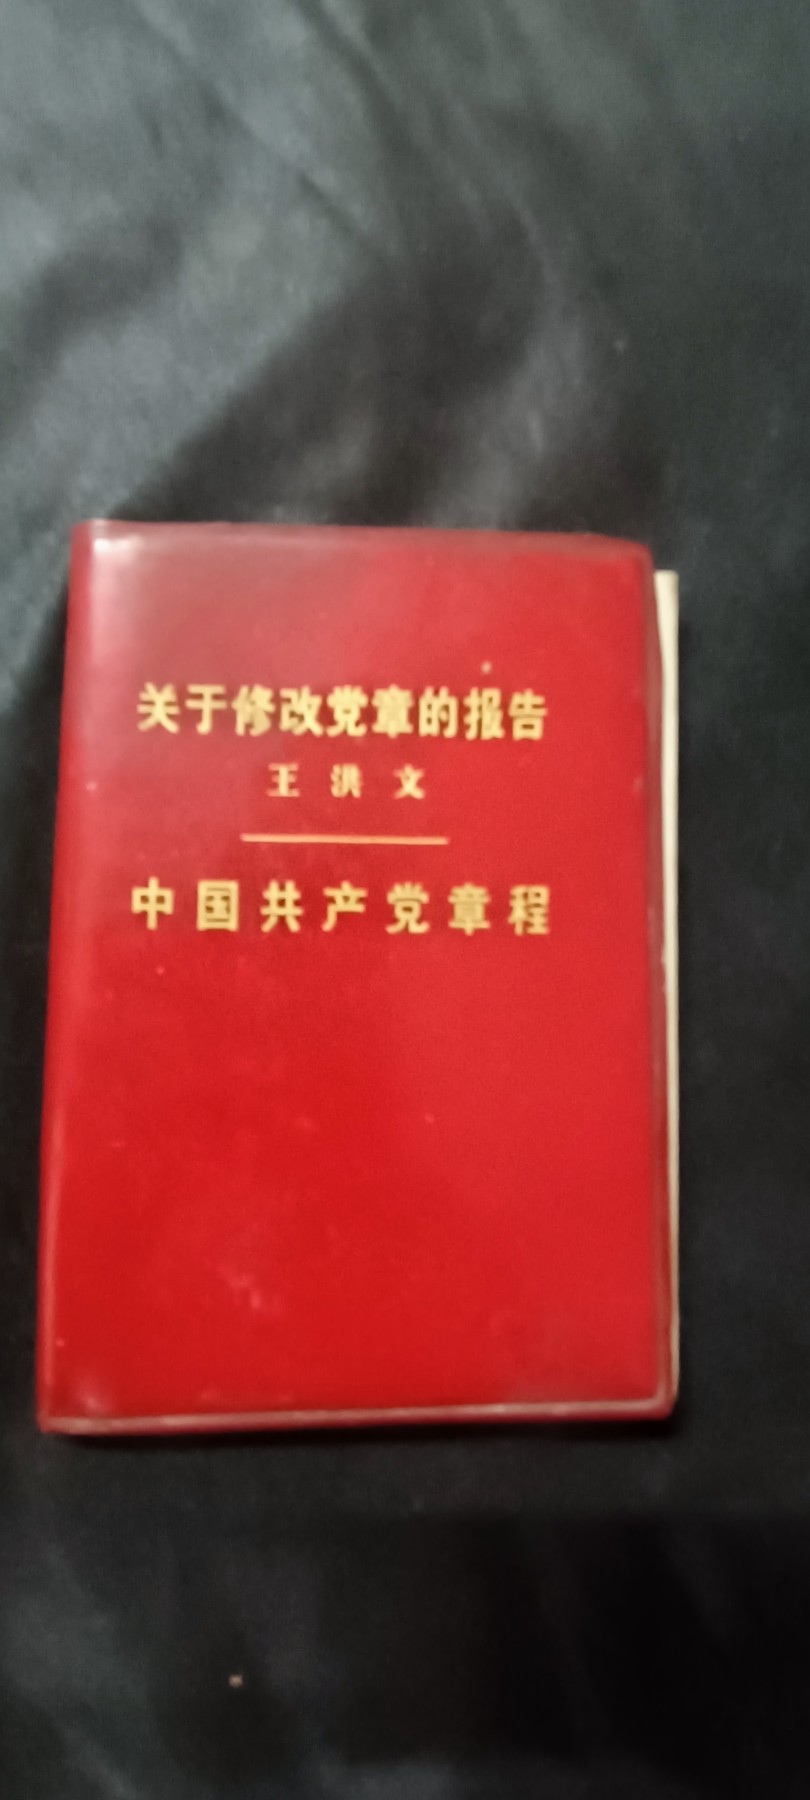 关于修改党章的报告
王洪文
中国共产党章程